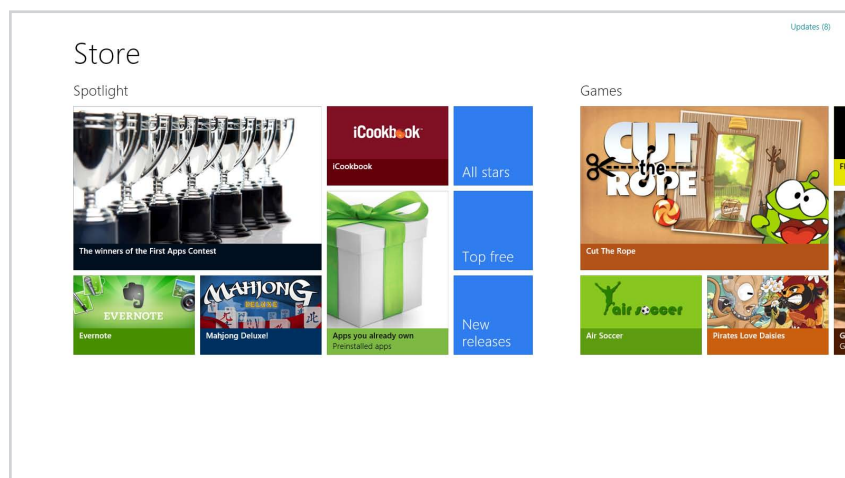 Updates (8)
Store
Spotlight
Games
iCookbook
iCookbook
All stars
The winners of the First Apps Contest
Top free
EVERNOTE
Evernote
MAHJONG
DELUXE
Mahjong Deluxe!
Apps you already own
Preinstalled apps
New
releases
CUT
the
ROPE
Cut The Rope
air soccer
Air Soccer
Pirates Love Daisies